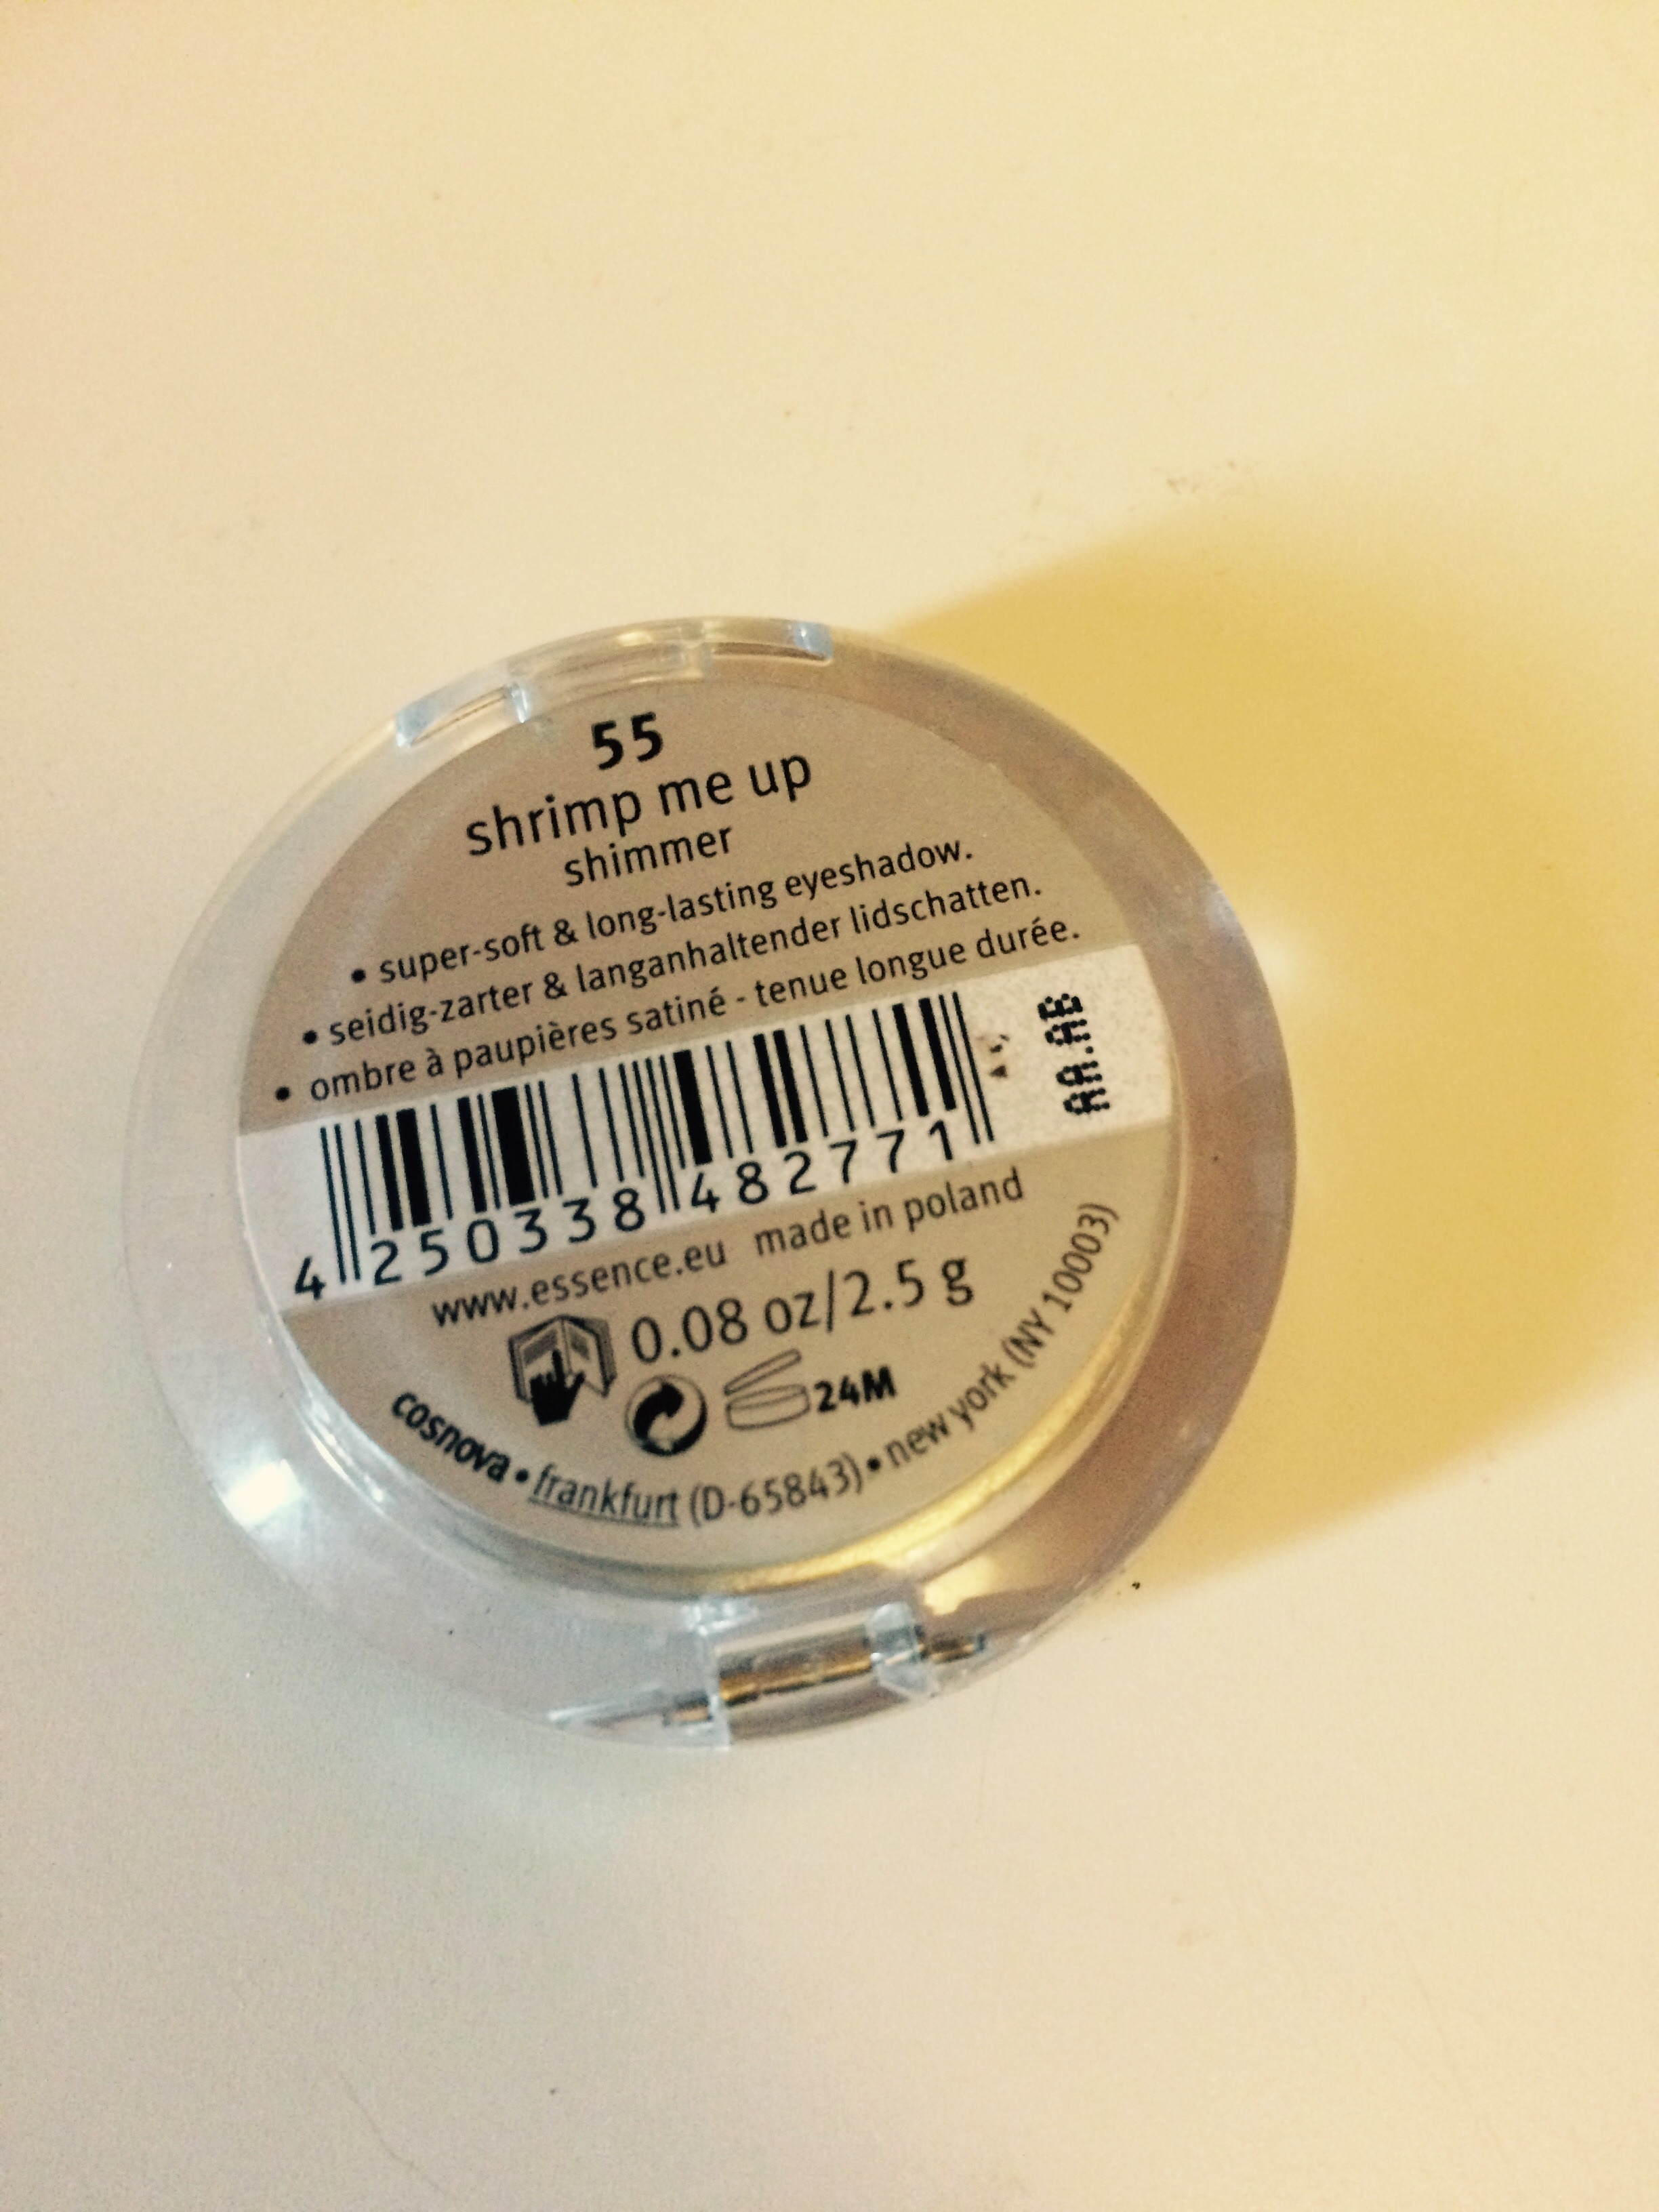 55
shrimp me up
shimmer
• super-soft & long-lasting eyeshadow.
• seidig-zarter & langanhaltender lidschatten.
• ombre à paupières satiné - tenue longue durée.
4 250338 482771
www.essence.eu made in poland
0.08 oz/2.5 g
24M
cosnova • frankfurt (D-65843) • new york (NY 10003)